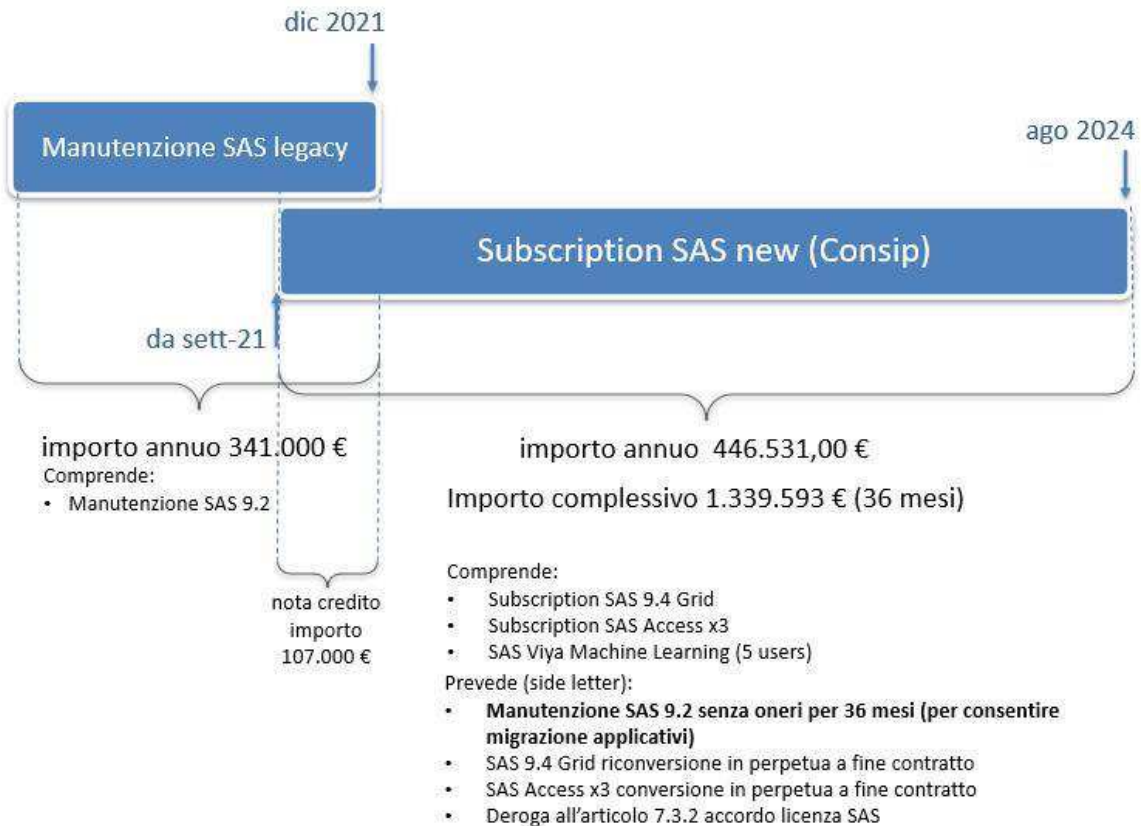 dic 2021
Manutenzione SAS legacy
ago 2024
Subscription SAS new (Consip)
da sett-21
importo annuo 341.000 €
Comprende:
• Manutenzione SAS 9.2
importo annuo 446.531,00 €
Importo complessivo 1.339.593 € (36 mesi)
nota credito
importo
107.000 €
Comprende:
• Subscription SAS 9.4 Grid
• Subscription SAS Access x3
• SAS Viya Machine Learning (5 users)
Prevede (side letter):
• Manutenzione SAS 9.2 senza oneri per 36 mesi (per consentire
migrazione applicativi)
• SAS 9.4 Grid riconversione in perpetua a fine contratto
• SAS Access x3 conversione in perpetua a fine contratto
• Deroga all'articolo 7.3.2 accordo licenza SAS